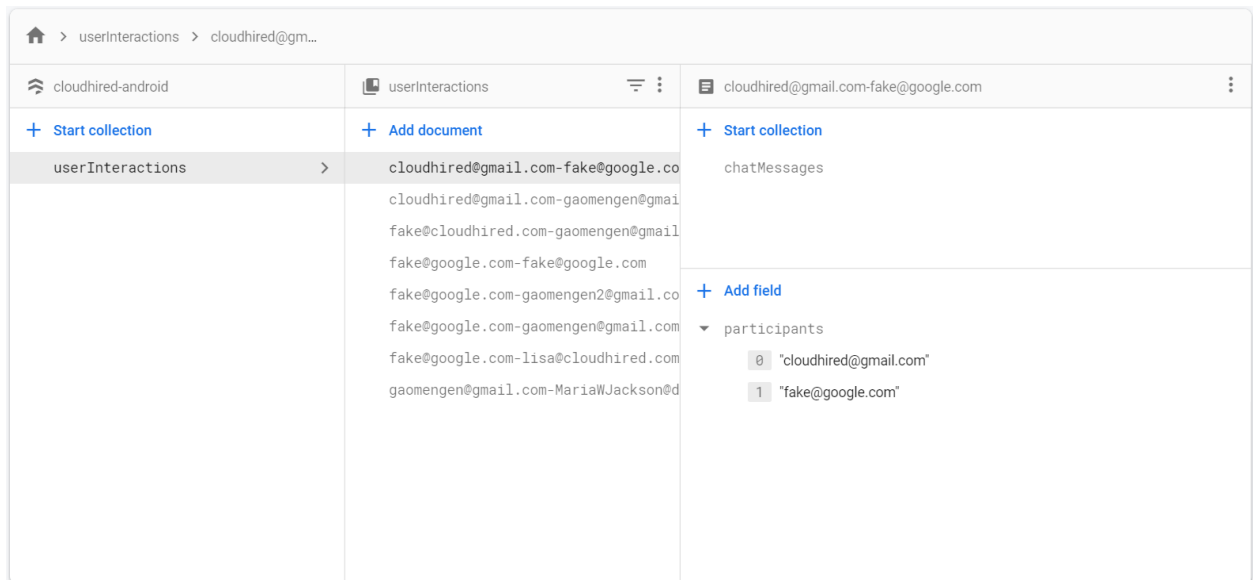 userInteractions > cloudhired@gm...
cloudhired-android
+ Start collection
userInteractions
userInteractions
+ Add document
cloudhired@gmail.com-fake@google.co
cloudhired@gmail.com-gaomengen@gmai
fake@cloudhired.com-gaomengen@gmail
fake@google.com-fake@google.com
fake@google.com-gaomengen2@gmail.co
fake@google.com-gaomengen@gmail.com
fake@google.com-lisa@cloudhired.com
gaomengen@gmail.com-MariaWJackson@d
cloudhired@gmail.com-fake@google.com
+ Start collection
chatMessages
+ Add field
participants
0 "cloudhired@gmail.com"
1 "fake@google.com"